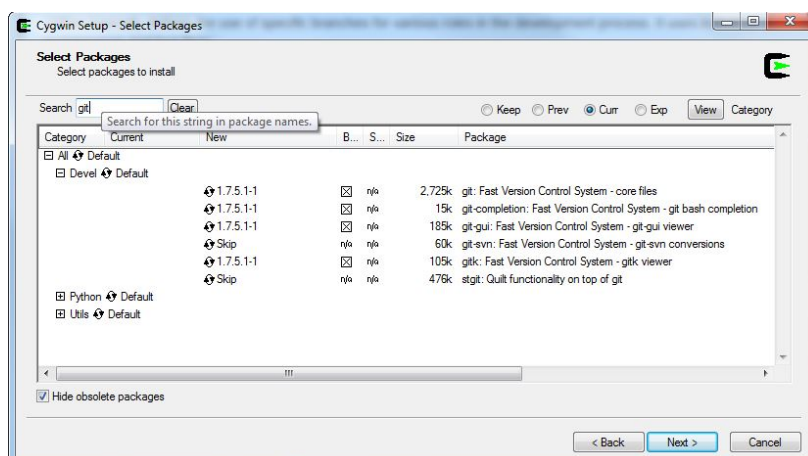 Cygwin Setup - Select Packages
Select Packages
Select packages to install
Search git Clear Keep Prev Curr Exp View Category
Search for this string in package names.
Category Current New B... S... Size Package
All Default
Devel Default
1.7.5.1-1 n/a 2,725k git: Fast Version Control System - core files
1.7.5.1-1 n/a 15k git-completion: Fast Version Control System - git bash completion
1.7.5.1-1 n/a 185k git-gui: Fast Version Control System - git-gui viewer
Skip n/a n/a 60k git-svn: Fast Version Control System - git-svn conversions
1.7.5.1-1 n/a 105k gitk: Fast Version Control System - gitk viewer
Skip n/a n/a 476k stgit: Quilt functionality on top of git
Python Default
Utils Default
Hide obsolete packages
< Back Next > Cancel